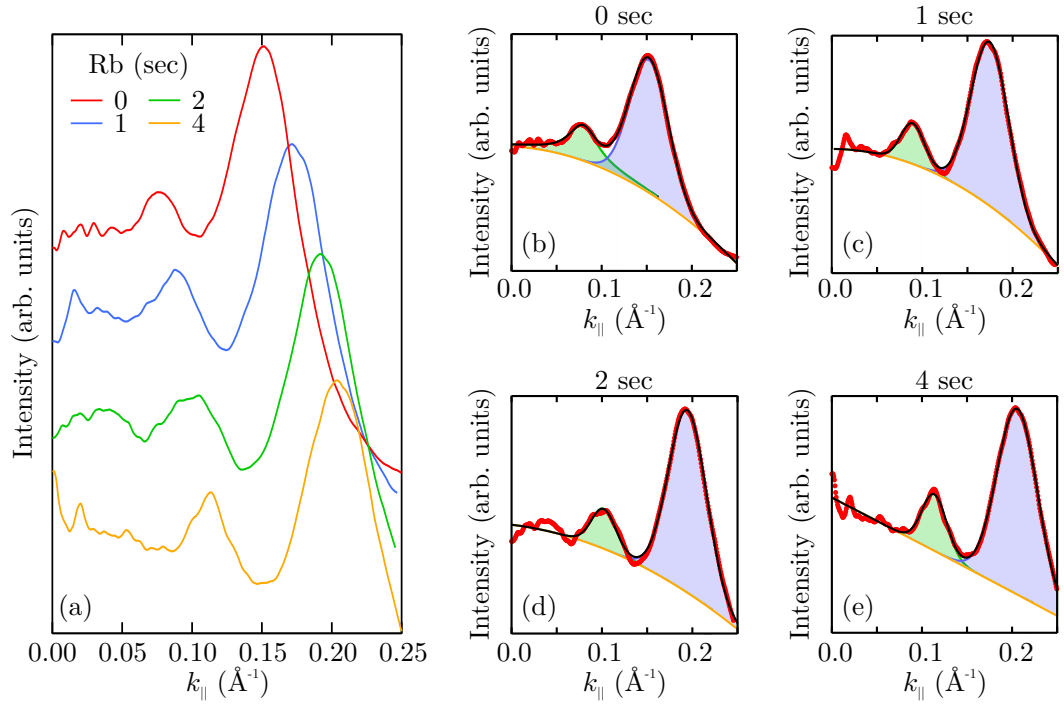 Intensity (arb. units)
Rb (sec)
0 2
1 4
(a)
0.00 0.05 0.10 0.15 0.20 0.25
k|| (Å-1)
0 sec
Intensity (arb. units)
(b)
0.0 0.1 0.2
k|| (Å-1)
1 sec
Intensity (arb. units)
(c)
0.0 0.1 0.2
k|| (Å-1)
2 sec
Intensity (arb. units)
(d)
0.0 0.1 0.2
k|| (Å-1)
4 sec
Intensity (arb. units)
(e)
0.0 0.1 0.2
k|| (Å-1)